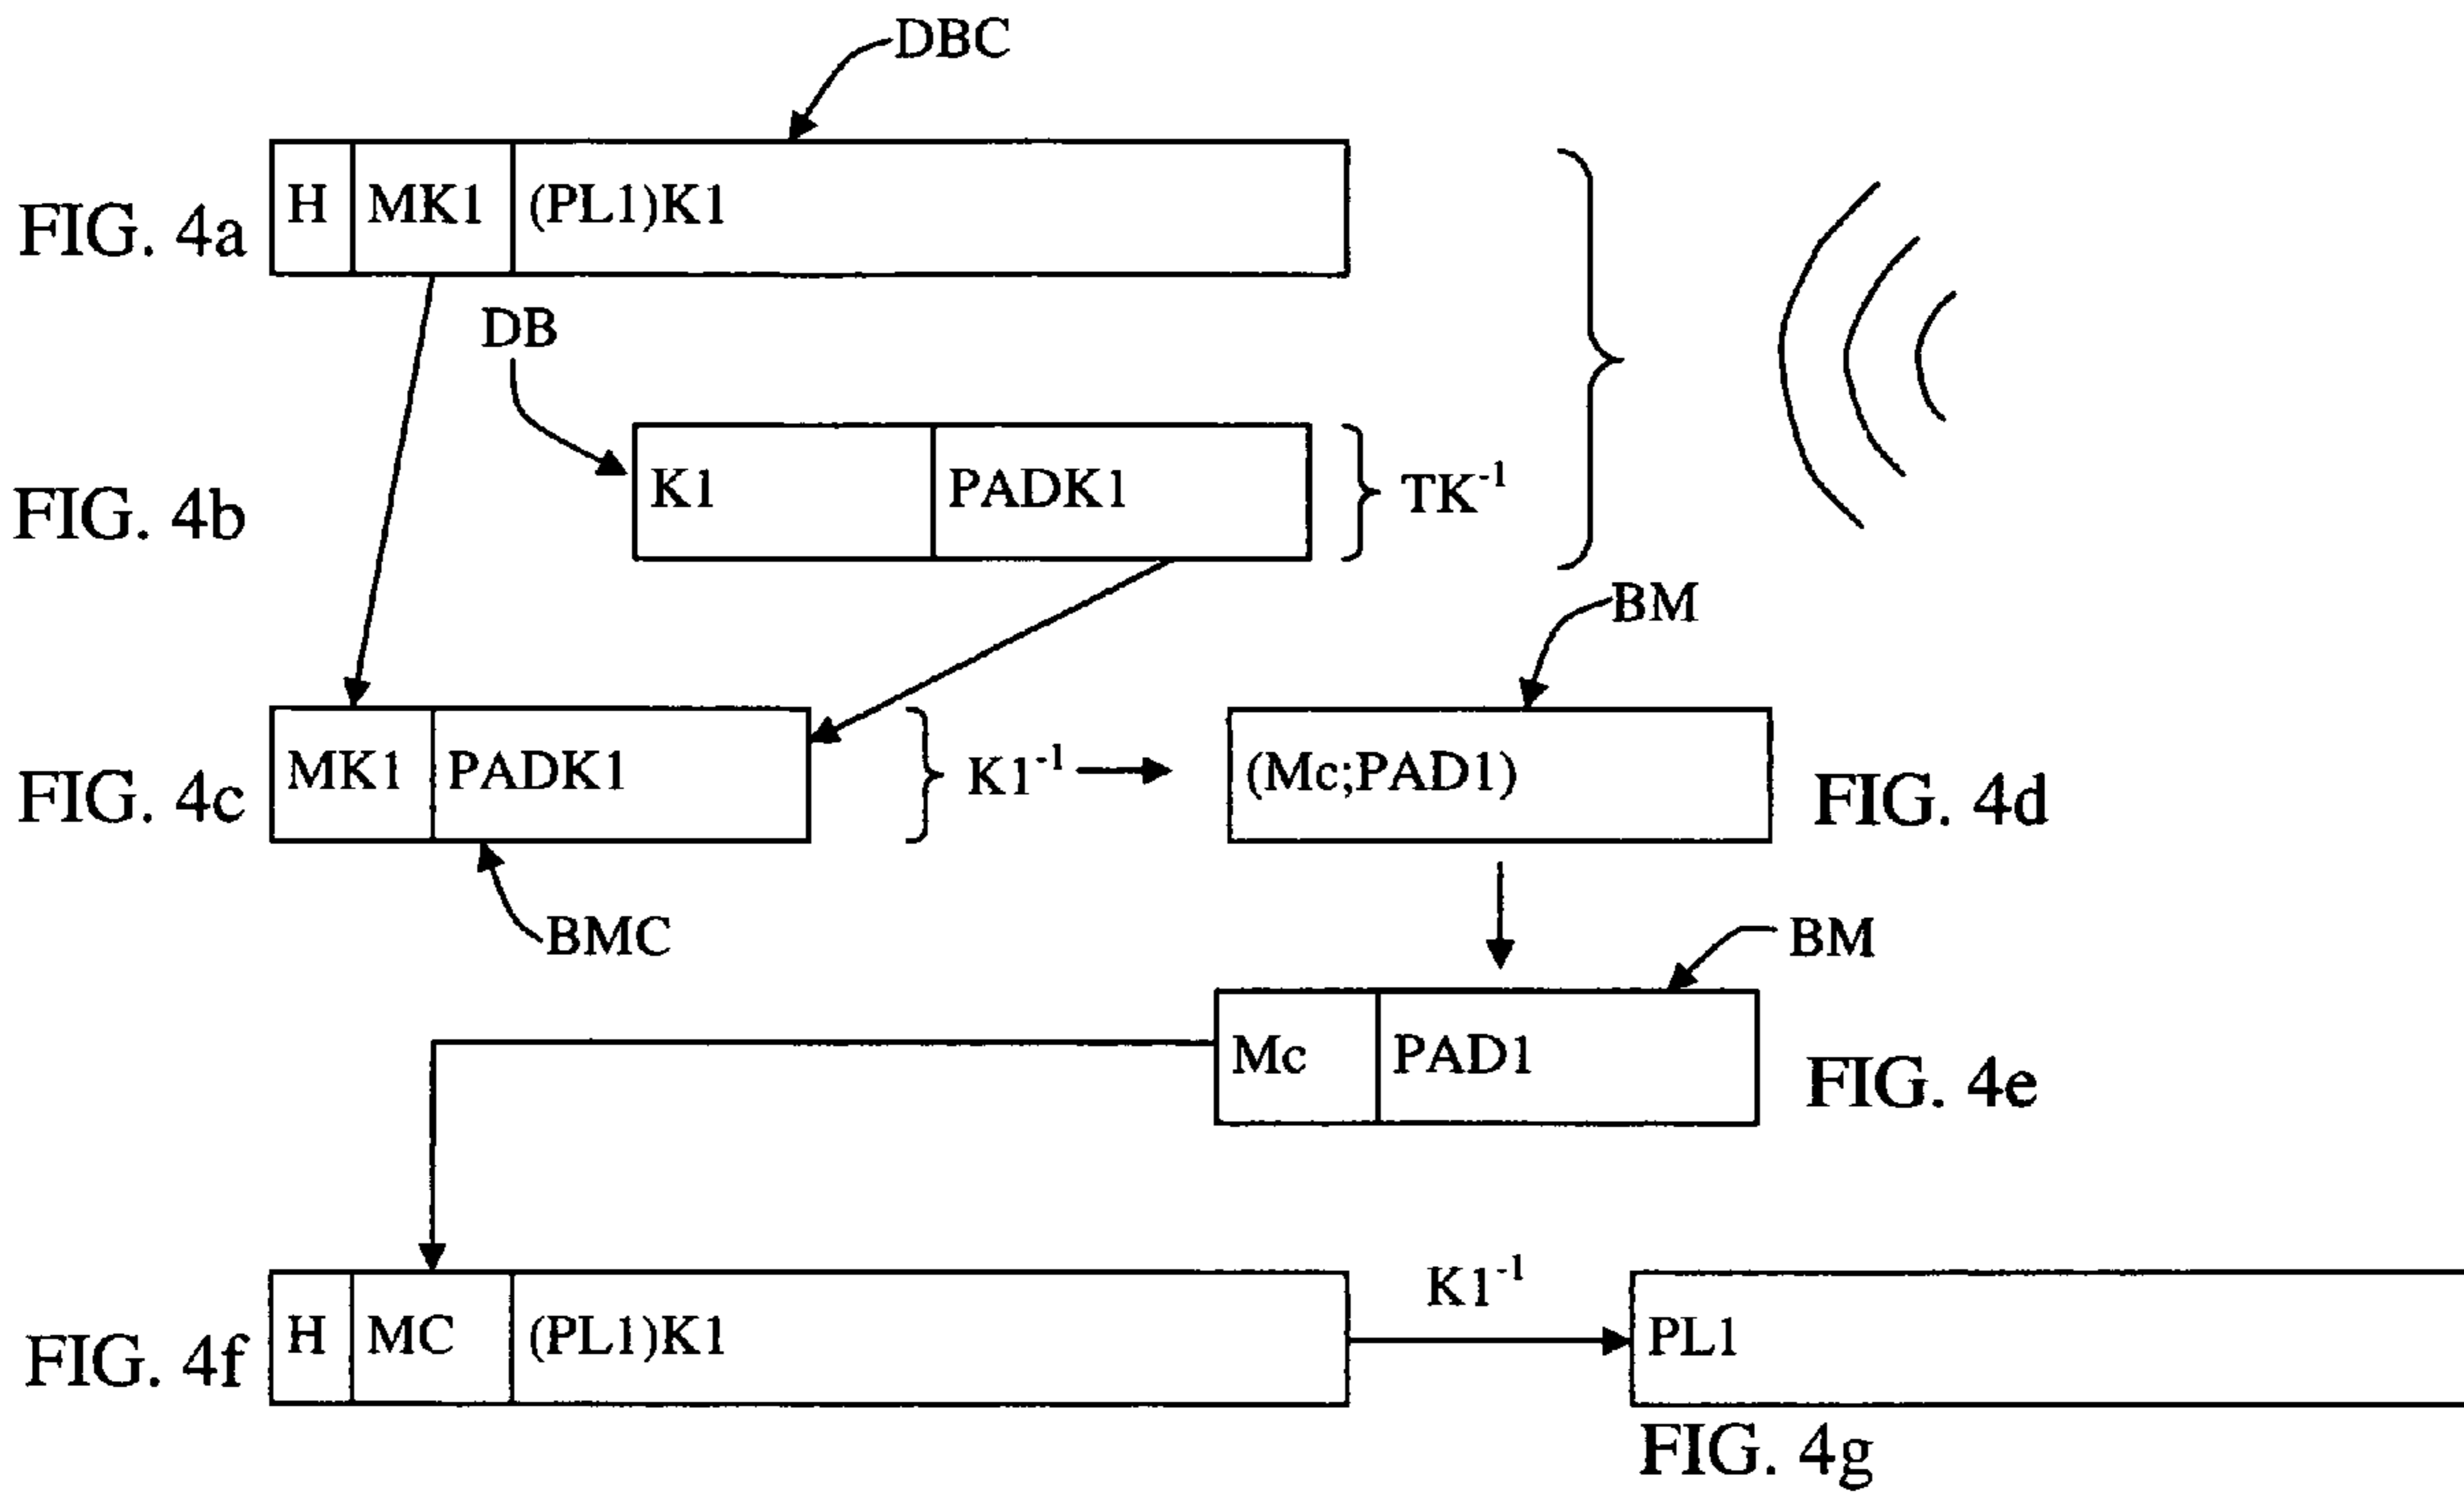 DBC
FIG. 4a
H MK1 (PL1)K1
DB
FIG. 4b
K1 PADK1
TK⁻¹
BM
FIG. 4c
MK1 PADK1
K1⁻¹
(Mc;PAD1)
FIG. 4d
BMC
BM
Mc PAD1
FIG. 4e
FIG. 4f
H MC (PL1)K1
K1⁻¹
PL1
FIG. 4g